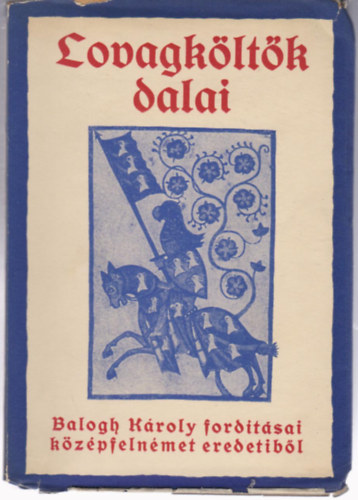 Lovagköltők
dalai
Balogh Károly fordításai
középfelnémet eredetiből